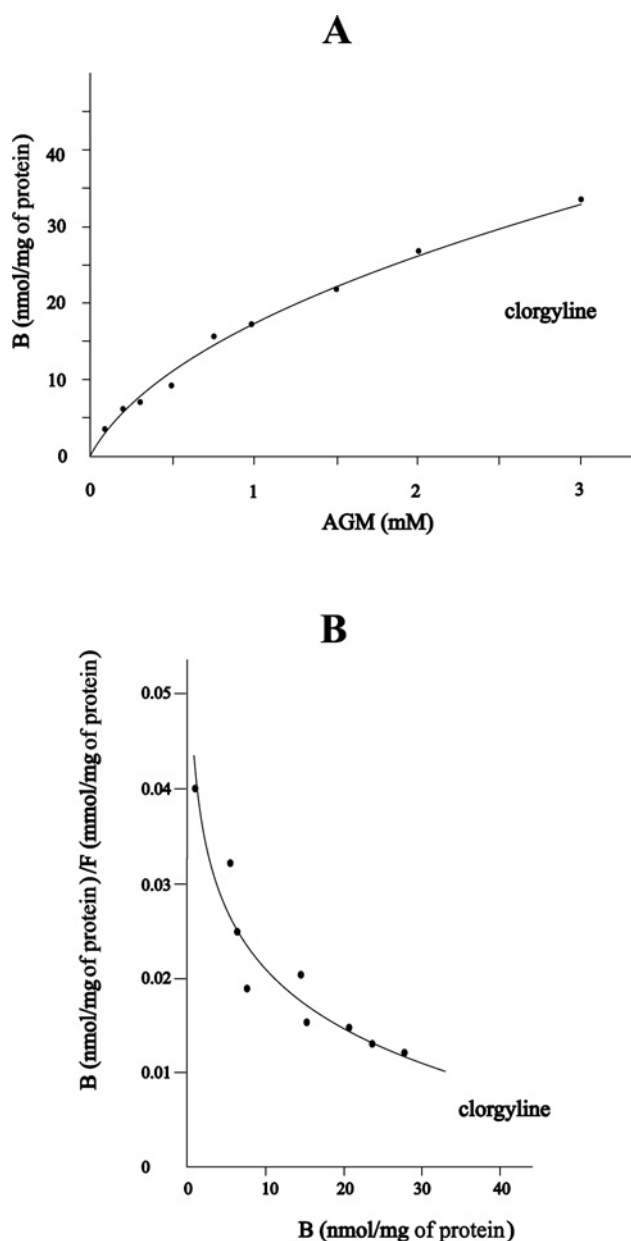 A
B (nmol/mg of protein)
40
30
20
10
0
clorgyline
0 1 2 3
AGM (mM)
B
B (nmol/mg of protein)/F (mmol/mg of protein)
0.05
0.04
0.03
0.02
0.01
0
clorgyline
0 10 20 30 40
B (nmol/mg of protein)